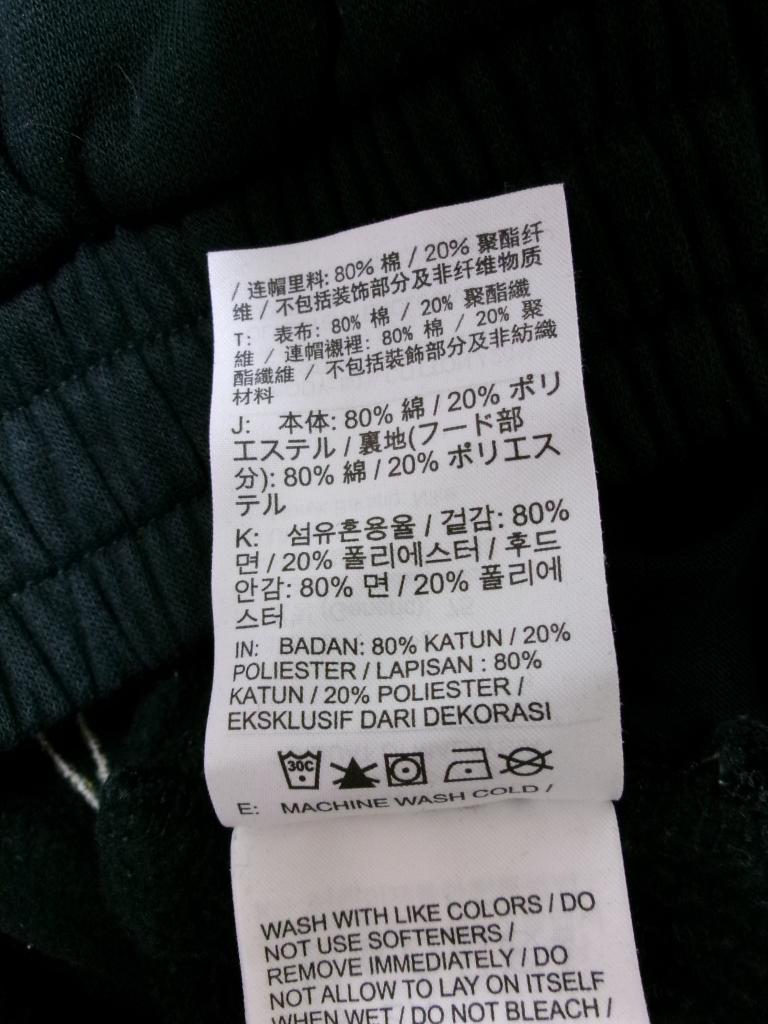 / 连帽里料: 80% 棉 / 20% 聚酯纤
维 / 不包括装饰部分及非纤维物质
T: 表布: 80% 棉 / 20% 聚酯纖
維 / 連帽襯裡: 80% 棉 / 20% 聚
酯纖維 / 不包括裝飾部分及非紡織
材料
J: 本体: 80% 綿 / 20% ポリ
エステル / 裏地(フード部
分): 80% 綿 / 20% ポリエス
テル
K: 섬유혼용율 / 겉감: 80%
면 / 20% 폴리에스터 / 후드
안감: 80% 면 / 20% 폴리에
스터
IN: BADAN: 80% KATUN / 20%
POLIESTER / LAPISAN : 80%
KATUN / 20% POLIESTER /
EKSKLUSIF DARI DEKORASI
30C
E: MACHINE WASH COLD /
WASH WITH LIKE COLORS / DO
NOT USE SOFTENERS /
REMOVE IMMEDIATELY / DO
NOT ALLOW TO LAY ON ITSELF
WHEN WET / DO NOT BLEACH /